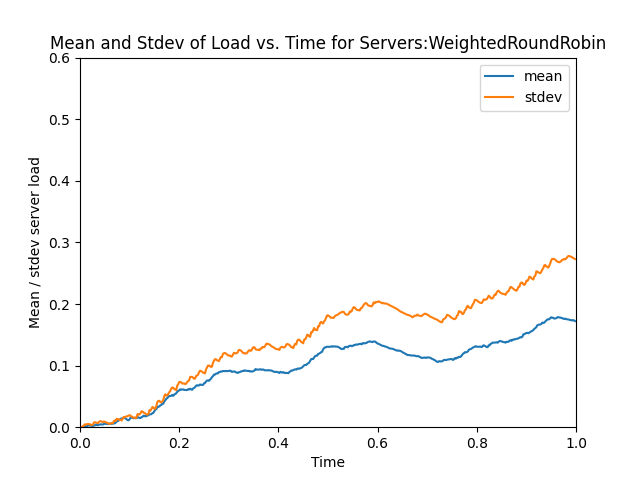 Mean and Stdev of Load vs. Time for Servers:WeightedRoundRobin
mean
stdev
Mean / stdev server load
0.6
0.5
0.4
0.3
0.2
0.1
0.0
0.0 0.2 0.4 0.6 0.8 1.0
Time